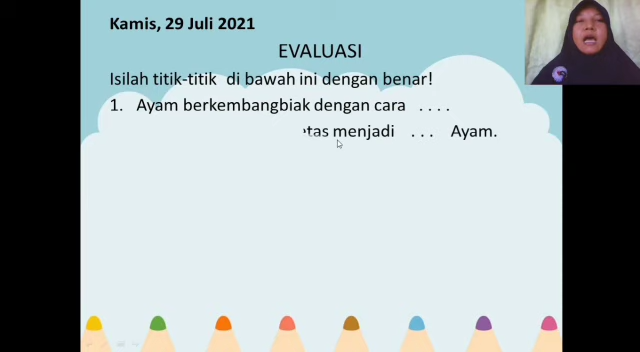 Kamis, 29 Juli 2021
EVALUASI
Isilah titik-titik di bawah ini dengan benar!
1. Ayam berkembangbiak dengan cara . . . .
menjadi . . . Ayam.